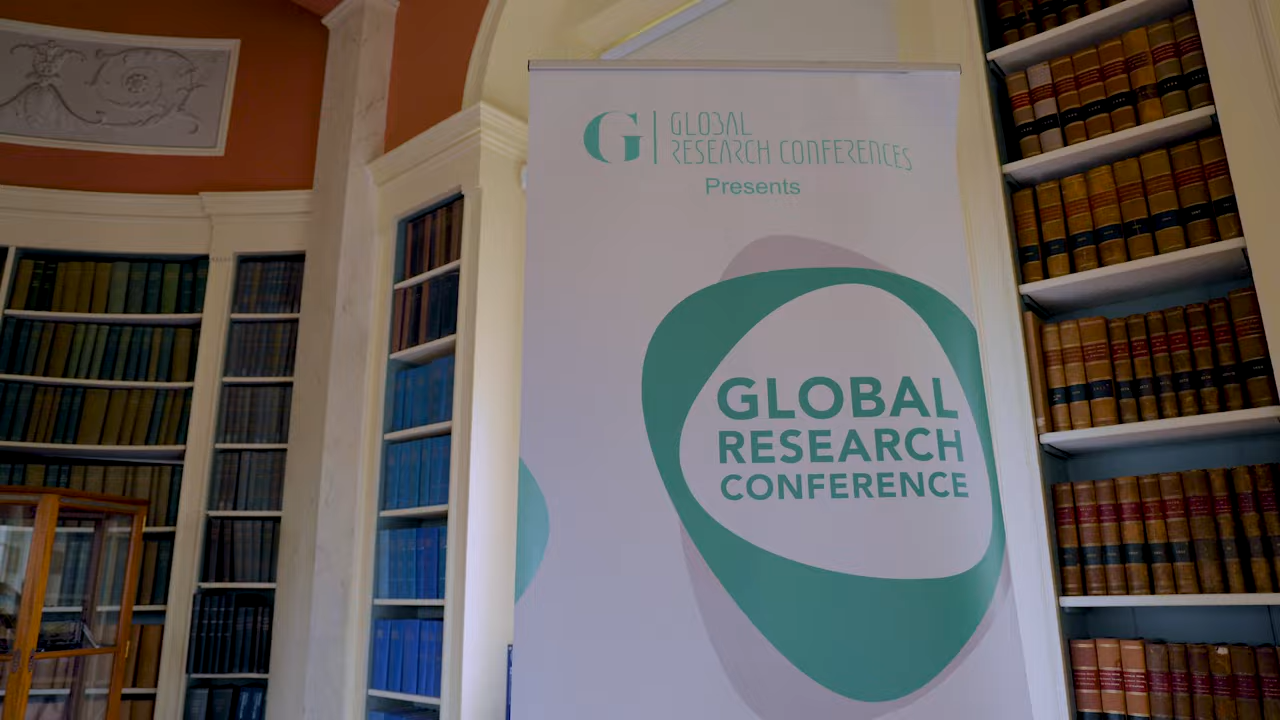 G
GLOBAL
RESEARCH CONFERENCES
Presents
GLOBAL
RESEARCH
CONFERENCE